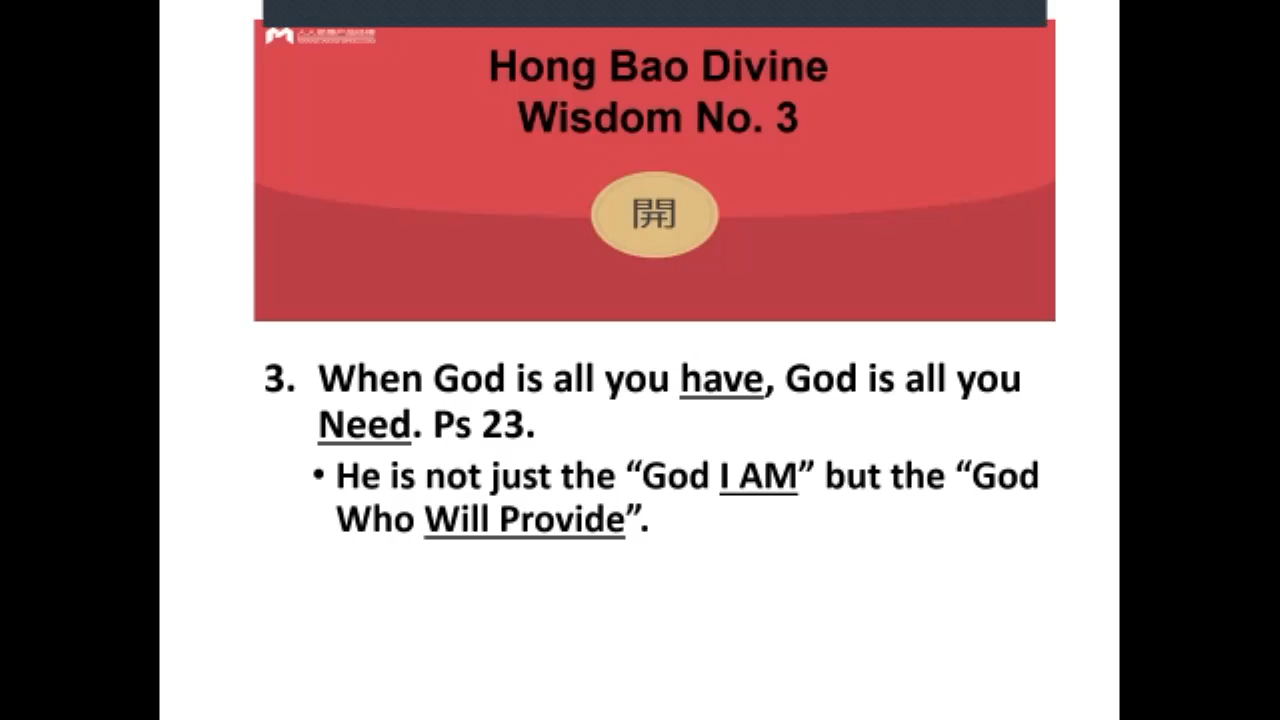 Hong Bao Divine
Wisdom No. 3
開
3. When God is all you have, God is all you
Need. Ps 23.
• He is not just the “God I AM” but the “God
Who Will Provide”.